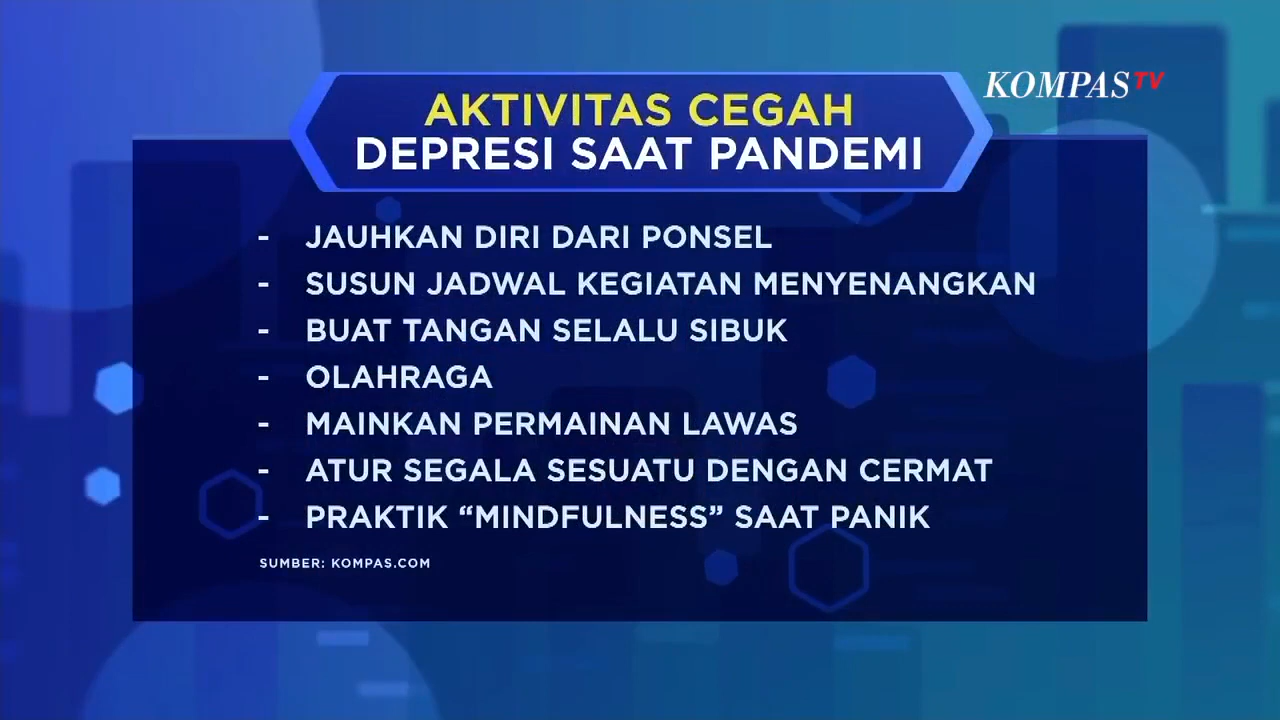 KOMPASTV
AKTIVITAS CEGAH
DEPRESI SAAT PANDEMI
- JAUHKAN DIRI DARI PONSEL
- SUSUN JADWAL KEGIATAN MENYENANGKAN
- BUAT TANGAN SELALU SIBUK
- OLAHRAGA
- MAINKAN PERMAINAN LAWAS
- ATUR SEGALA SESUATU DENGAN CERMAT
- PRAKTIK “MINDFULNESS” SAAT PANIK
SUMBER: KOMPAS.COM